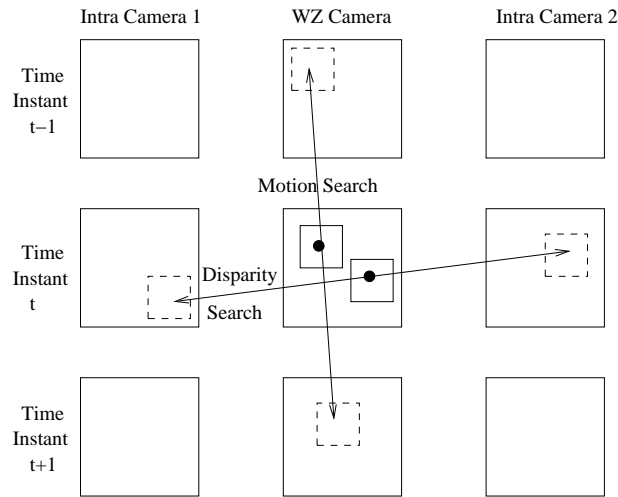 Intra Camera 1
WZ Camera
Intra Camera 2
Time
Instant
t−1
Motion Search
Time
Instant
t
Disparity
Search
Time
Instant
t+1